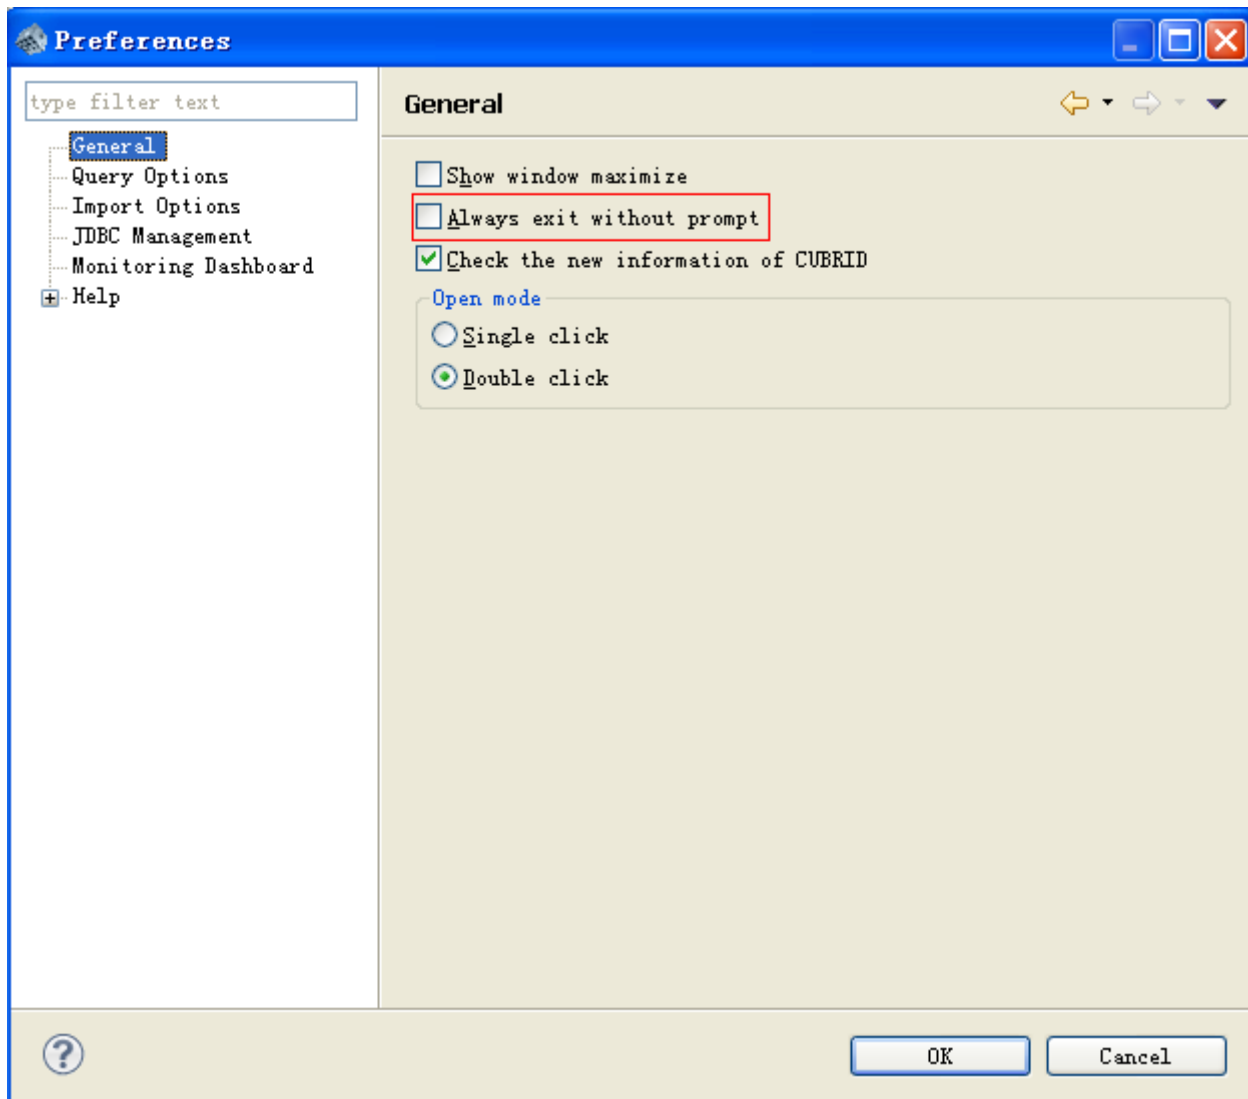 Preferences
type filter text
General
Query Options
Import Options
JDBC Management
Monitoring Dashboard
Help
General
Show window maximize
Always exit without prompt
Check the new information of CUBRID
Open mode
Single click
Double click
?
OK
Cancel